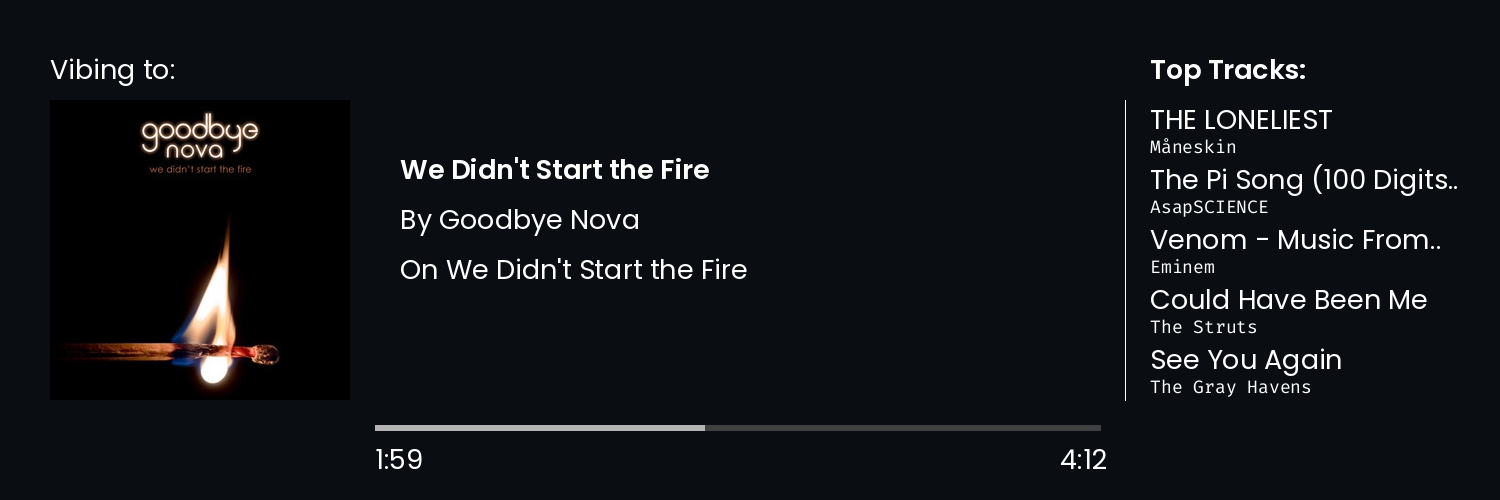 Vibing to:
goodbye
nova
we didn't start the fire
We Didn't Start the Fire
By Goodbye Nova
On We Didn't Start the Fire
1:59
4:12
Top Tracks:
THE LONELIEST
Måneskin
The Pi Song (100 Digits..
AsapSCIENCE
Venom - Music From..
Eminem
Could Have Been Me
The Struts
See You Again
The Gray Havens